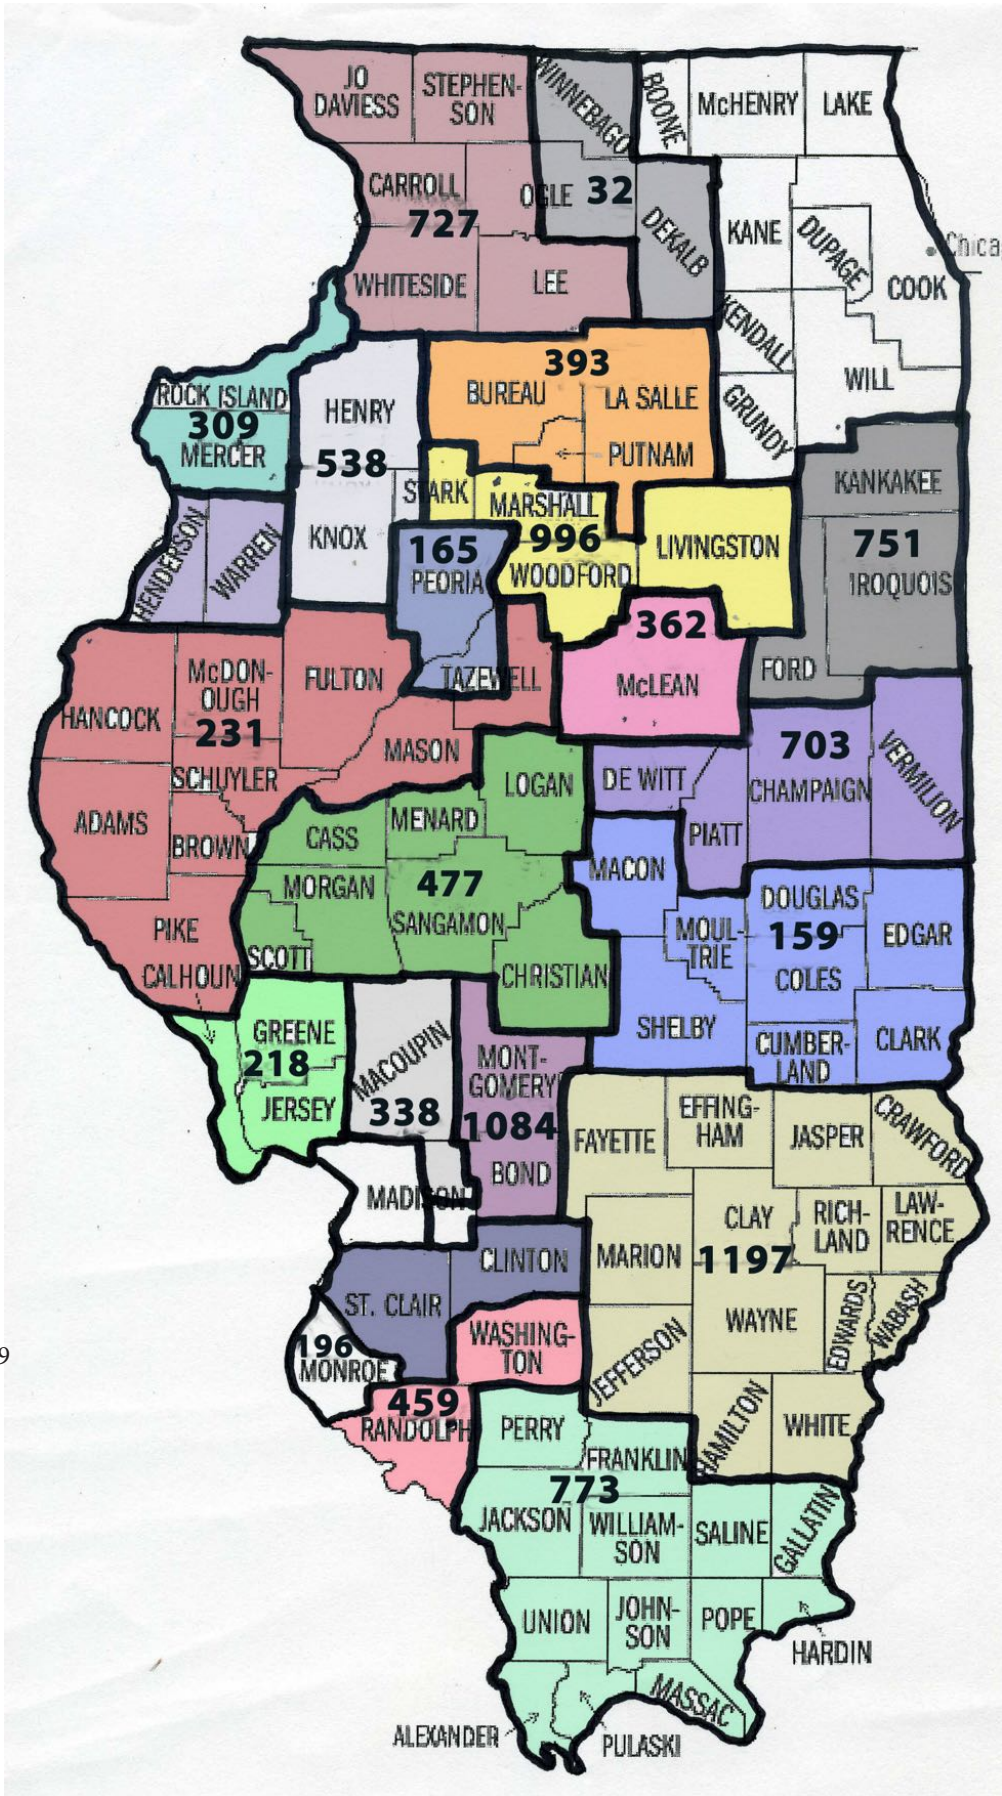 JO
DAVIESS
STEPHEN-
SON
WINNEBAGO
BOONE
McHENRY
LAKE
CARROLL
OGLE
32
727
DEKALB
KANE
DUPAGE
Chica
COOK
WHITESIDE
LEE
KENDALL
WILL
393
BUREAU
LA SALLE
PUTNAM
GRUNDY
ROCK ISLAND
309
MERCER
HENRY
538
KNOX
STARK
MARSHALL
996
WOODFORD
LIVINGSTON
KANKAKEE
751
IROQUOIS
165
PEORIA
HENDERSON
WARREN
362
McLEAN
FORD
McDON-
OUGH
231
FULTON
TAZEWELL
HANCOCK
SCHUYLER
MASON
LOGAN
DE WITT
703
CHAMPAIGN
VERMILION
ADAMS
BROWN
CASS
MENARD
PIATT
MACON
MORGAN
477
SANGAMON
DOUGLAS
159
COLES
EDGAR
PIKE
SCOTT
MOUL-
TRIE
CALHOUN
CHRISTIAN
SHELBY
CUMBER-
LAND
CLARK
GREENE
218
JERSEY
MACOUPIN
338
MONT-
GOMERY
1084
BOND
FAYETTE
EFFING-
HAM
JASPER
CRAWFORD
MADISON
CLAY
RICH-
LAND
LAW-
RENCE
MARION
1197
CLINTON
ST. CLAIR
WAYNE
EDWARDS
WABASH
WASHING-
TON
9
196
MONROE
JEFFERSON
459
RANDOLPH
PERRY
HAMILTON
WHITE
FRANKLIN
773
JACKSON
WILLIAM-
SON
SALINE
GALLATIN
UNION
JOHN-
SON
POPE
HARDIN
MASSAC
ALEXANDER
PULASKI